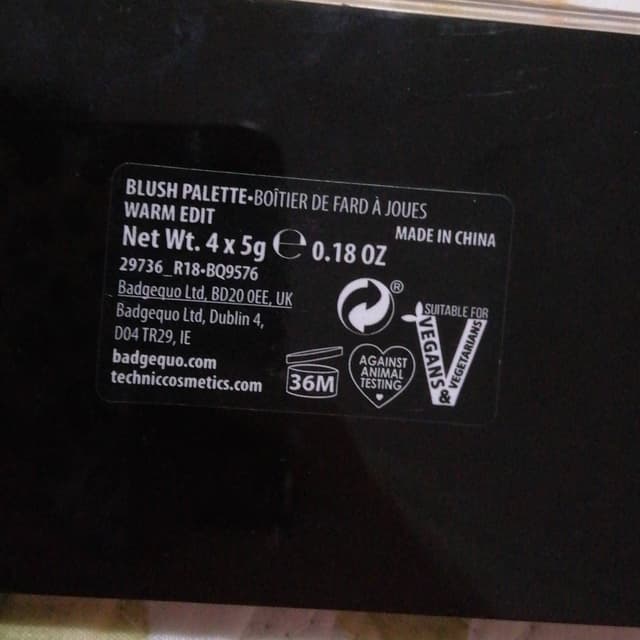 BLUSH PALETTE•BOÎTIER DE FARD À JOUES
WARM EDIT
MADE IN CHINA
Net Wt. 4 x 5g ℮ 0.18 OZ
29736_R18-BQ9576
Badgequo Ltd, BD20 0EE, UK
Badgequo Ltd, Dublin 4,
D04 TR29, IE
badgequo.com
techniccosmetics.com
®
36M
AGAINST
ANIMAL
TESTING
SUITABLE FOR
VEGANS
&
VEGETARIANS